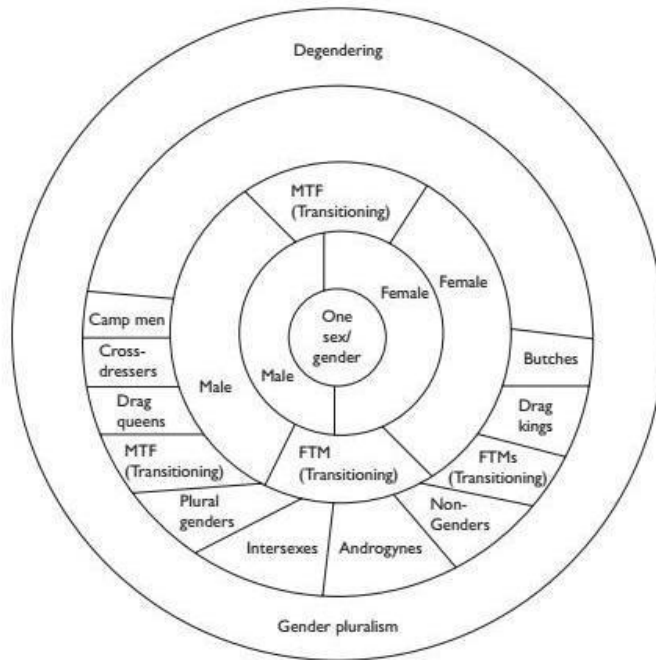 Degendering
MTF
(Transitioning)
Female
Female
One
sex/
gender
Male
Male
FTM
(Transitioning)
Camp men
Cross-
dressers
Drag
queens
MTF
(Transitioning)
Plural
genders
Intersexes
Androgynes
Non-
Genders
FTMs
(Transitioning)
Drag
kings
Butches
Gender pluralism